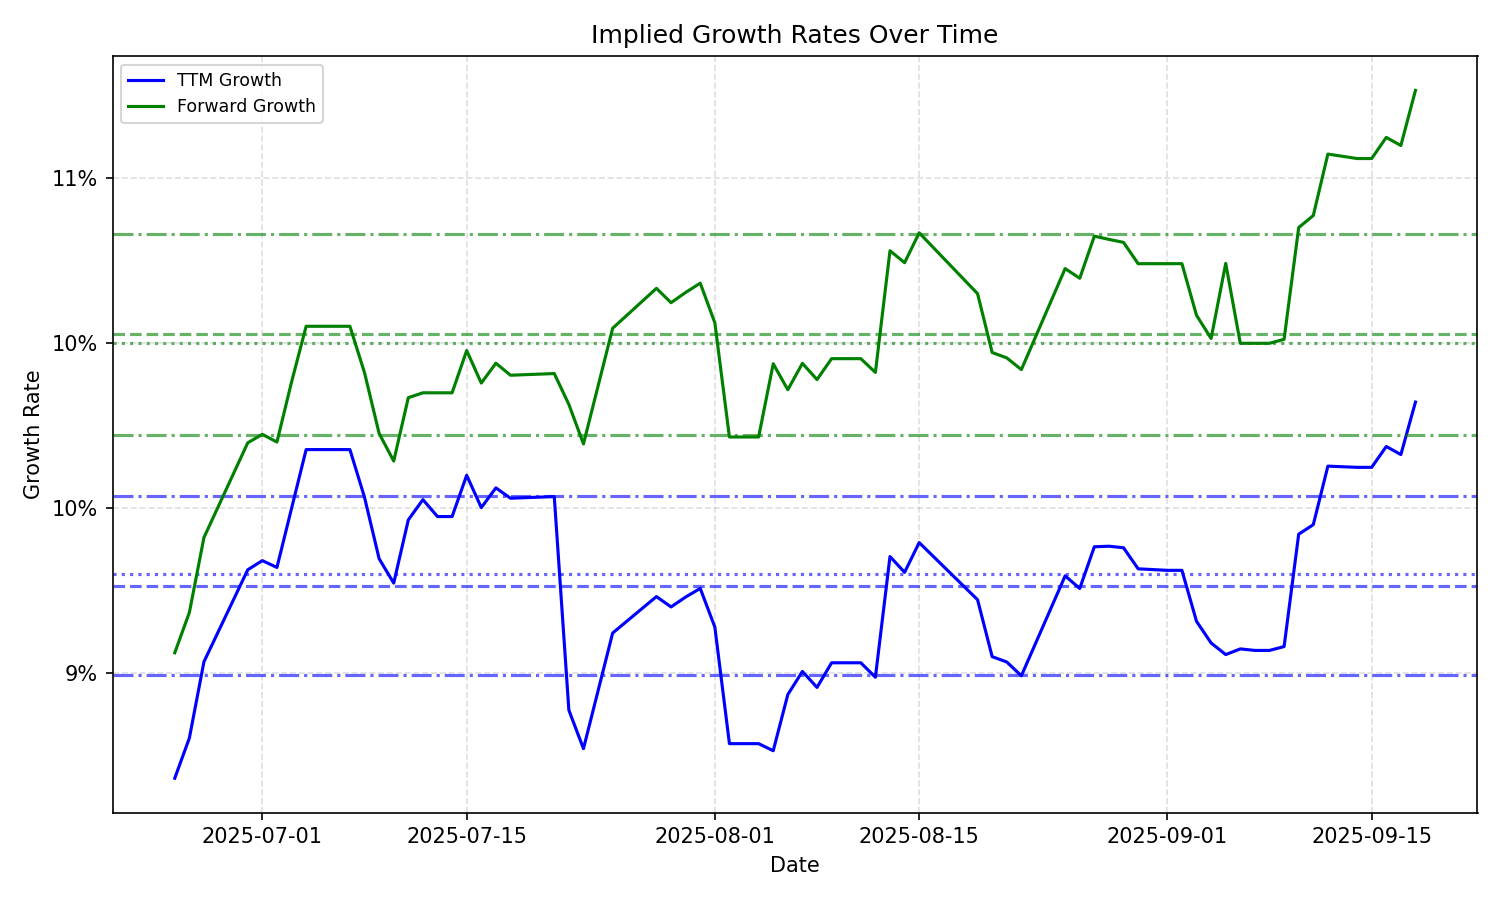 Implied Growth Rates Over Time
TTM Growth
Forward Growth
11%
10%
10%
9%
Growth Rate
2025-07-01
2025-07-15
2025-08-01
2025-08-15
2025-09-01
2025-09-15
Date